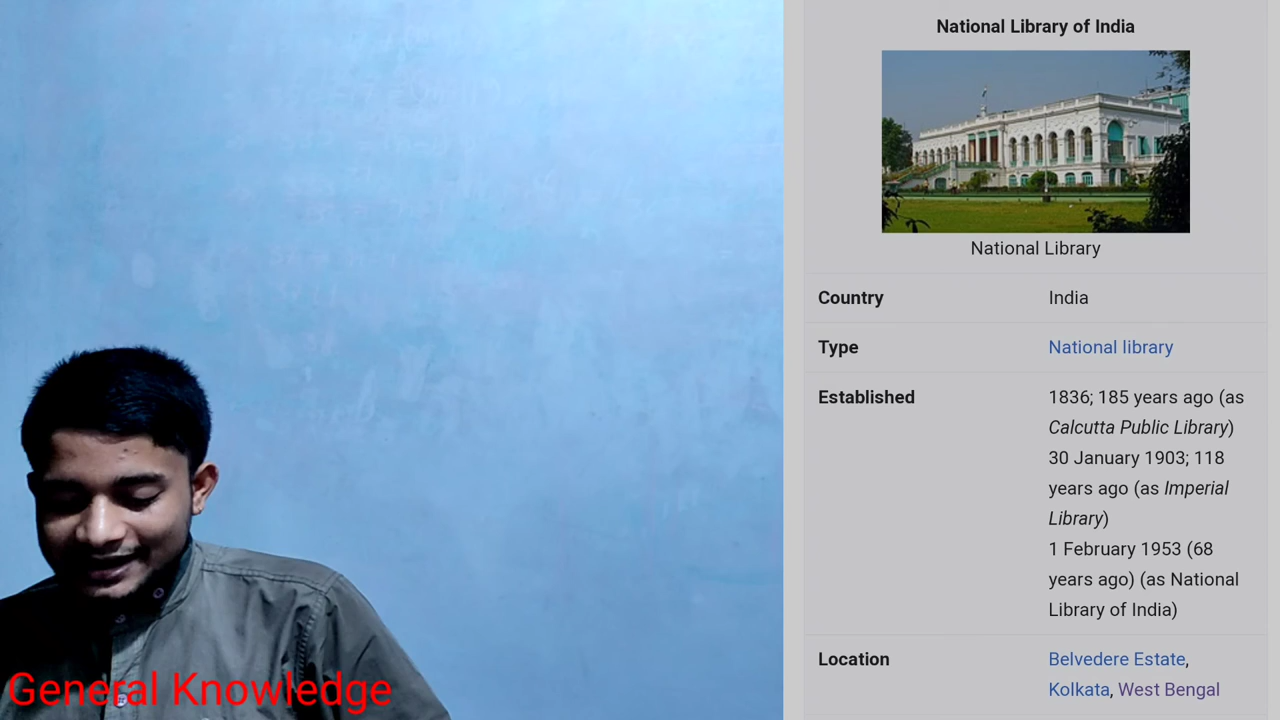 National Library of India
National Library
Country India
Type National library
Established 1836; 185 years ago (as
Calcutta Public Library)
30 January 1903; 118
years ago (as Imperial
Library)
1 February 1953 (68
years ago) (as National
Library of India)
Location Belvedere Estate,
Kolkata, West Bengal
General Knowledge